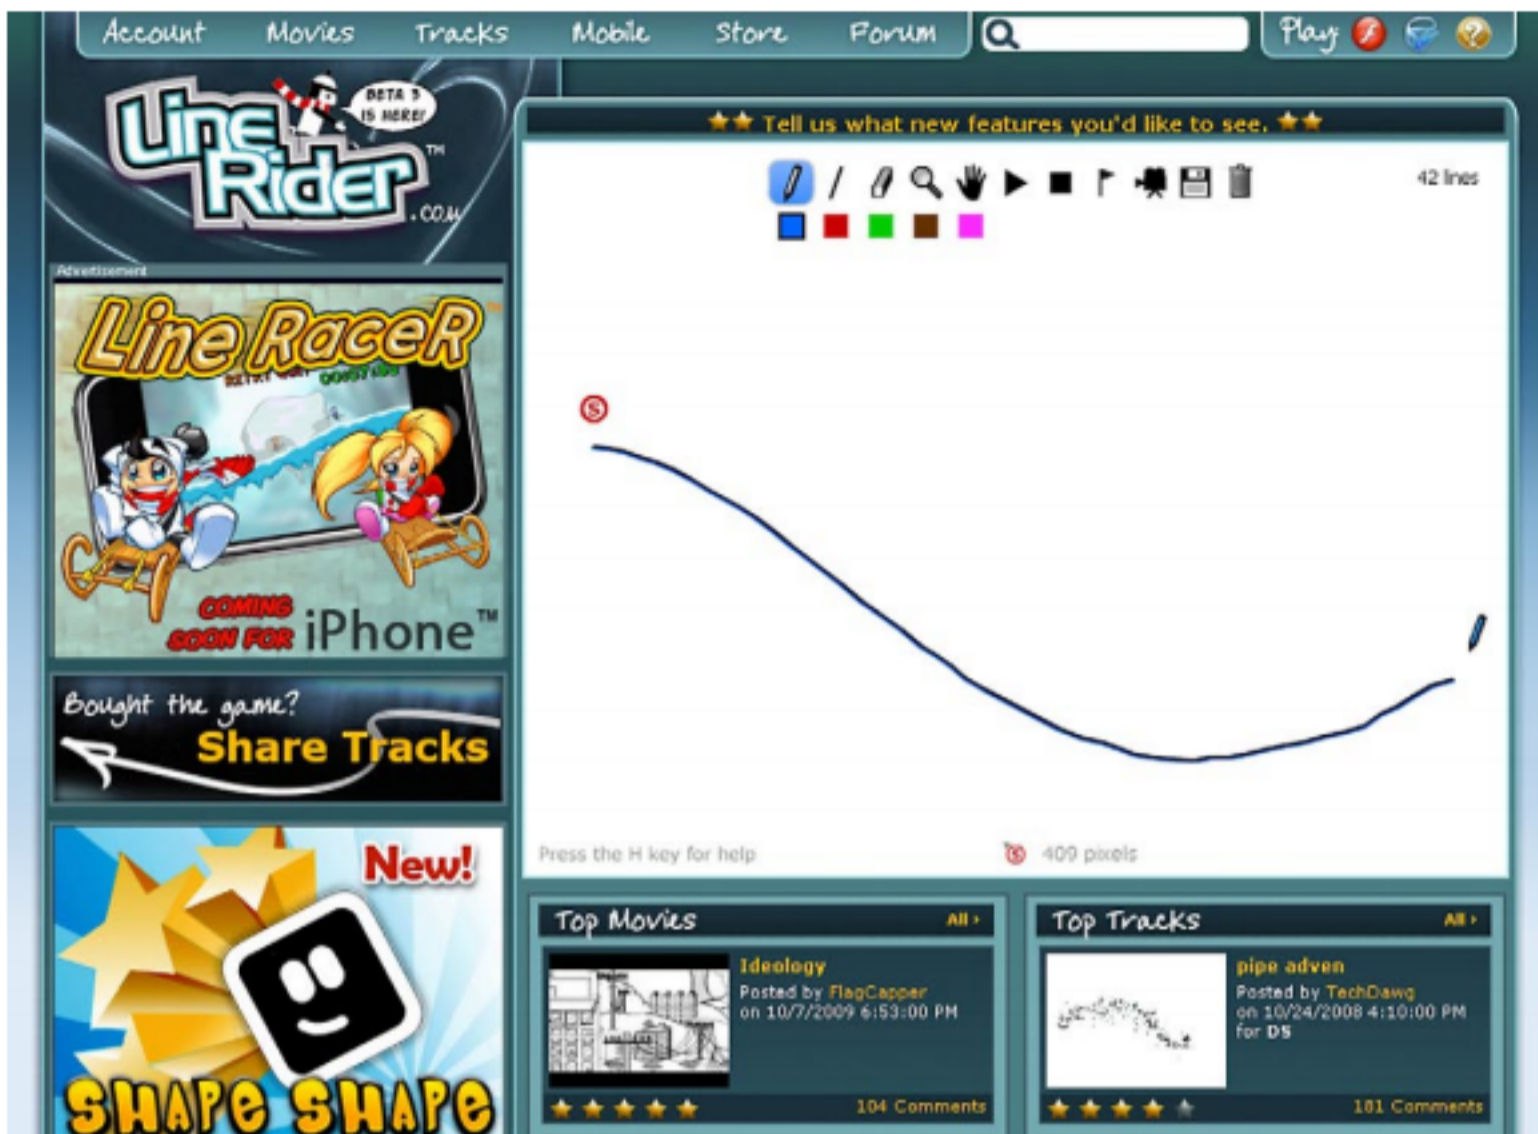 Account Movies Tracks Mobile Store Forum Play
BETA 3
IS HERE!
Line
Rider™
.com
★★ Tell us what new features you'd like to see. ★★
42 lines
Advertisement
Line Racer™
COMING
SOON FOR iPhone™
Bought the game?
Share Tracks
New!
SHAPE SHAPE
S
Press the H key for help
S 409 pixels
Top Movies All ›
Ideology
Posted by FlagCapper
on 10/7/2009 6:53:00 PM
104 Comments
Top Tracks All ›
pipe adven
Posted by TechDawg
on 10/24/2008 4:10:00 PM
for DS
181 Comments